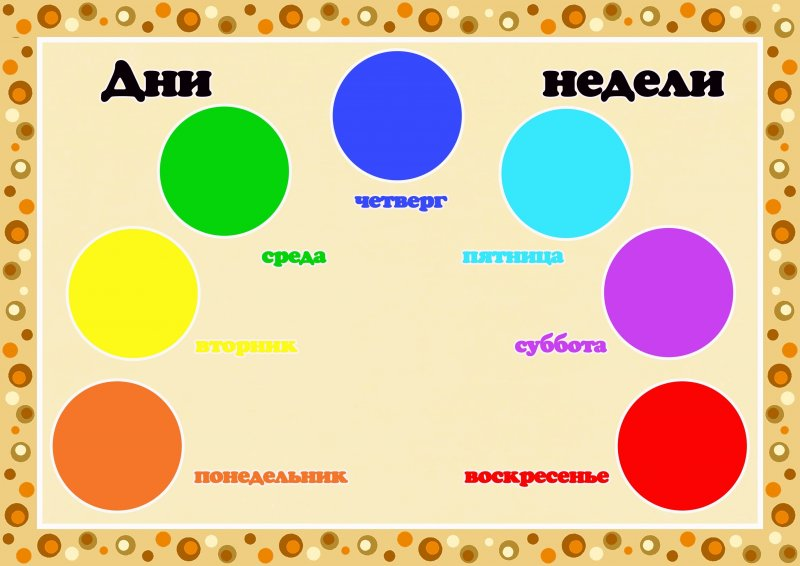 Дни недели
четверг
среда
пятница
вторник
суббота
понедельник
воскресенье